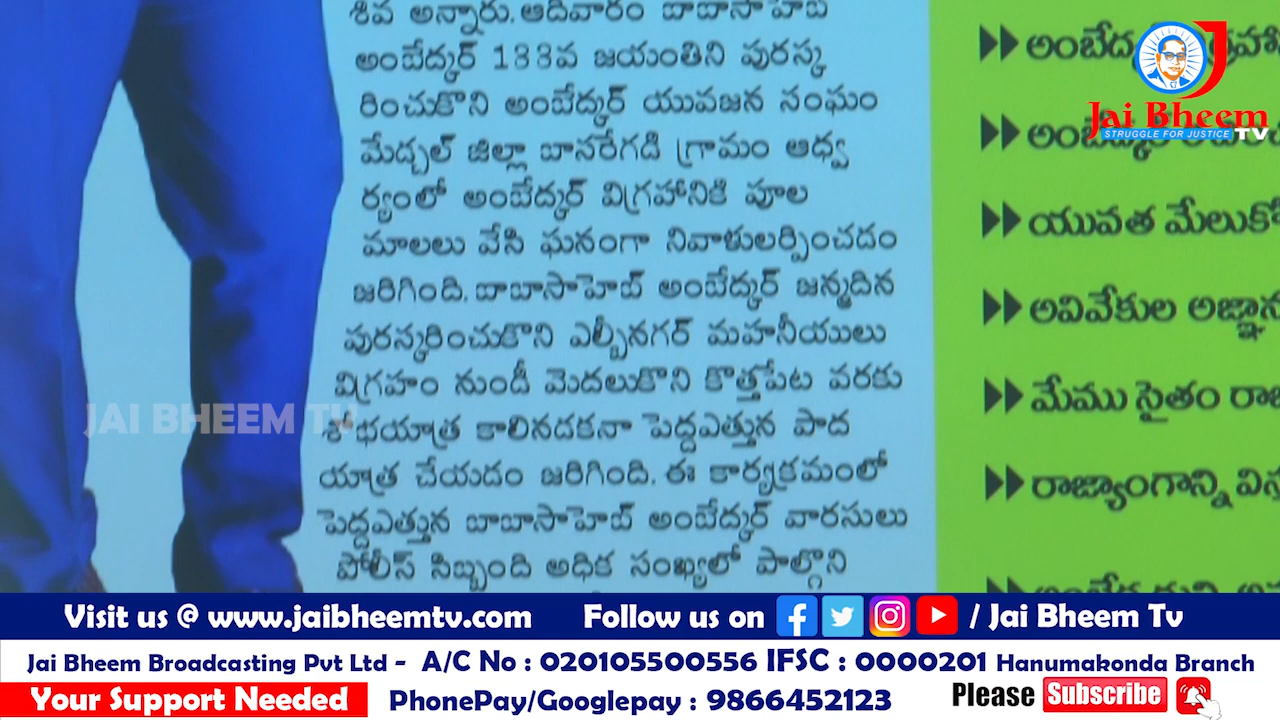 శివ అన్నారు. ఆదివారం బాబాసాహెబ్
అంబేద్కర్ 133వ జయంతిని పురస్క
రించుకొని అంబేద్కర్ యువజన సంఘం
మేడ్చల్ జిల్లా బాసరేగడి గ్రామం ఆధ్వ
ర్యంలో అంబేద్కర్ విగ్రహానికి పూల
మాలలు వేసి ఘనంగా నివాళులర్పించడం
జరిగింది. బాబాసాహెబ్ అంబేద్కర్ జన్మదిన
పురస్కరించుకొని ఎల్బీనగర్ మహనీయులు
విగ్రహం నుండీ మెదలుకొని కొత్తపేట వరకు
శోభయాత్ర కాలినడకనా పెద్దఎత్తున పాద
యాత్ర చేయడం జరిగింది. ఈ కార్యక్రమంలో
పెద్దఎత్తున బాబాసాహెబ్ అంబేద్కర్ వారసులు
పోలీస్ సిబ్బంది అధిక సంఖ్యలో పాల్గొని
యువత మేలుకో
అవివేకుల అజ్ఞాన
మేము సైతం రాజ
రాజ్యాంగాన్ని విస్త
J
Jai Bheem
STRUGGLE FOR JUSTICE TV
JAI BHEEM TV
Visit us @ www.jaibheemtv.com Follow us on / Jai Bheem Tv
Jai Bheem Broadcasting Pvt Ltd - A/C No : 020105500556 IFSC : 0000201 Hanumakonda Branch
Your Support Needed PhonePay/Googlepay : 9866452123 Please Subscribe